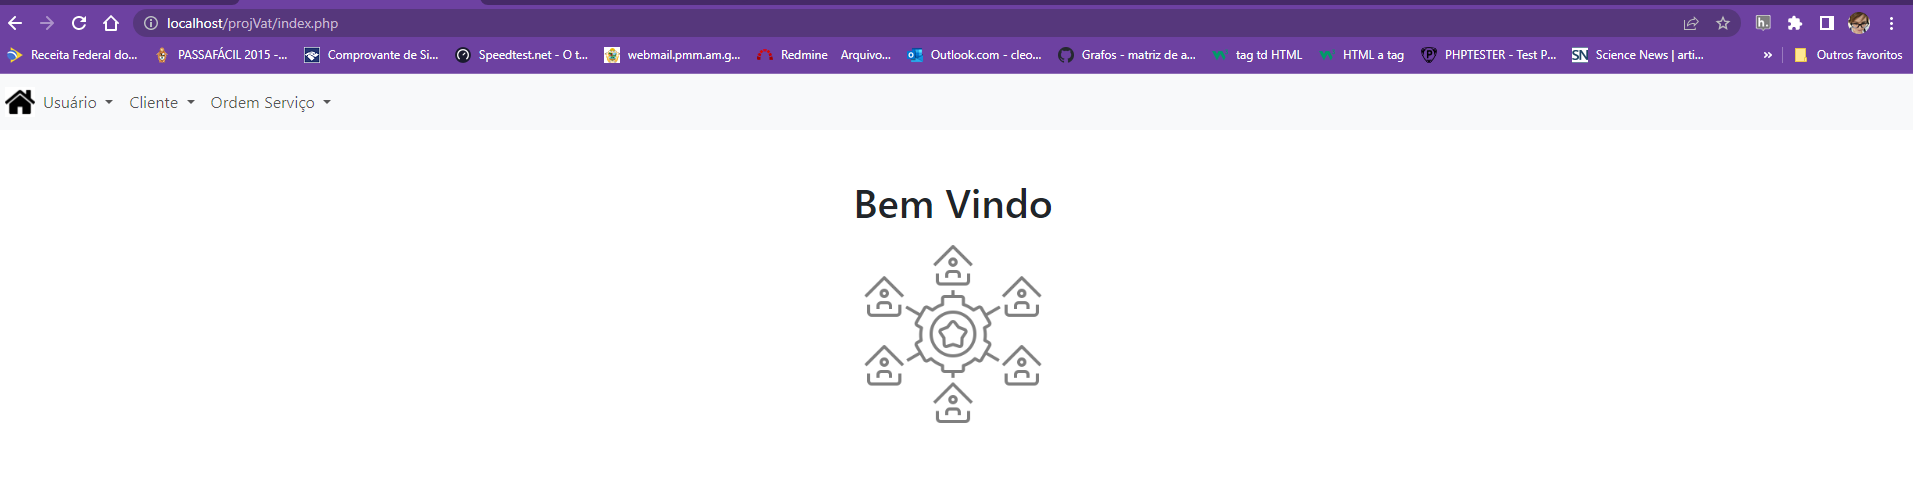 localhost/projVat/index.php
h.
Receita Federal do... PASSAFÁCIL 2015 -... Comprovante de Si... Speedtest.net - O t... webmail.pmm.am.g... Redmine Arquivo... Outlook.com - cleo... Grafos - matriz de a... tag td HTML HTML a tag PHPTESTER - Test P... SN Science News | arti... » Outros favoritos
Usuário Cliente Ordem Serviço
Bem Vindo